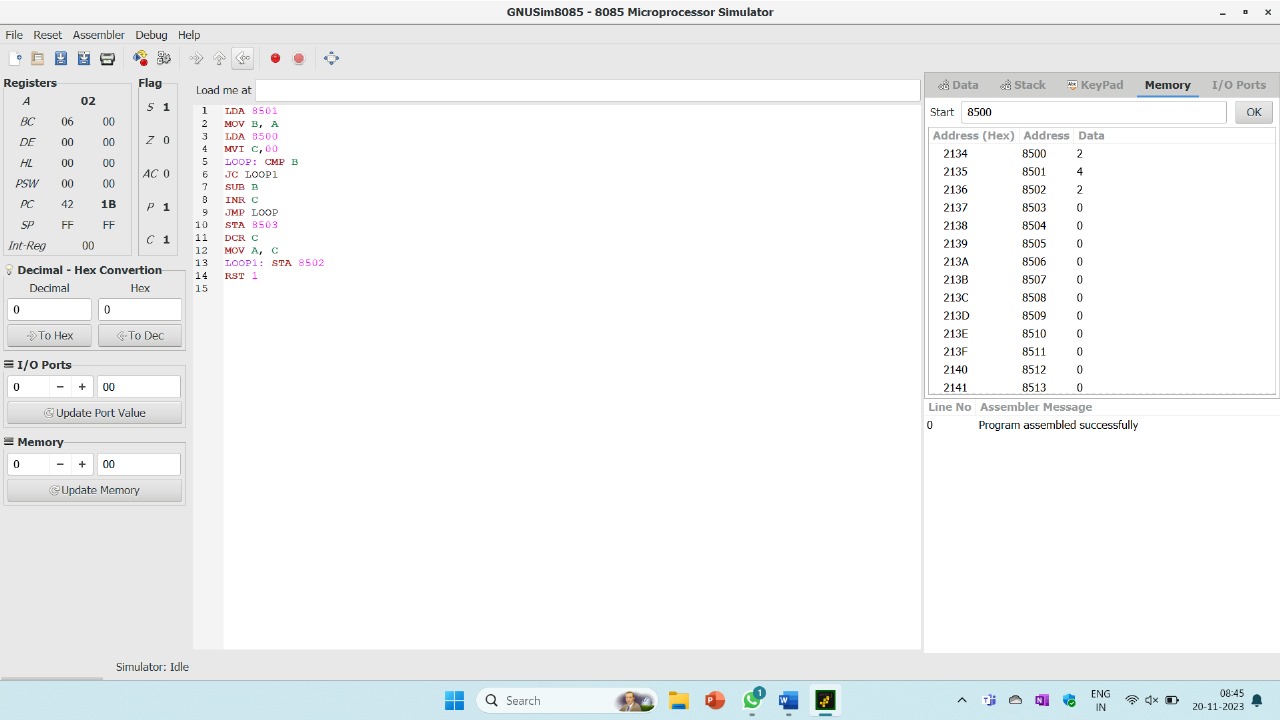 GNUSim8085 - 8085 Microprocessor Simulator
File Reset Assembler Debug Help
Registers
A 02
BC 06 00
DE 00 00
HL 00 00
PSW 00 00
PC 42 1B
SP FF FF
Int-Reg 00
Flag
S 1
Z 0
AC 0
P 1
C 1
Decimal - Hex Convertion
Decimal Hex
0 0
To Hex To Dec
I/O Ports
0 − + 00
Update Port Value
Memory
0 − + 00
Update Memory
Load me at
1 LDA 8501
2 MOV B, A
3 LDA 8500
4 MVI C,00
5 LOOP: CMP B
6 JC LOOP1
7 SUB B
8 INR C
9 JMP LOOP
10 STA 8503
11 DCR C
12 MOV A, C
13 LOOP1: STA 8502
14 RST 1
15
Data Stack KeyPad Memory I/O Ports
Start 8500 OK
Address (Hex) Address Data
2134 8500 2
2135 8501 4
2136 8502 2
2137 8503 0
2138 8504 0
2139 8505 0
213A 8506 0
213B 8507 0
213C 8508 0
213D 8509 0
213E 8510 0
213F 8511 0
2140 8512 0
2141 8513 0
Line No Assembler Message
0 Program assembled successfully
Simulator: Idle
Search
1
ENG
IN
08:45
20-11-2023